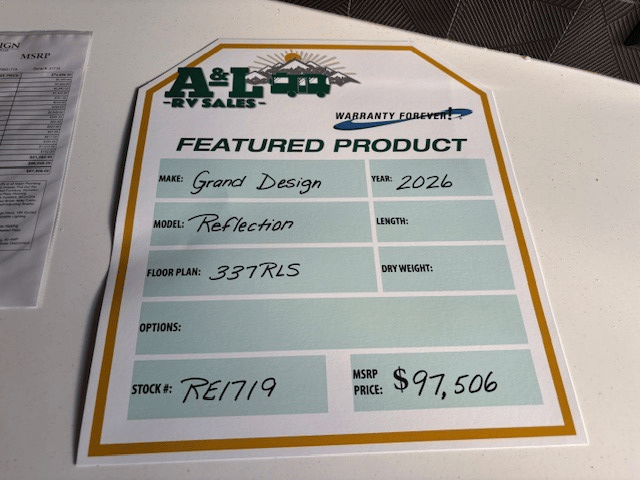 IGN
MSRP
A&L
-RV SALES-
WARRANTY FOREVER!
FEATURED PRODUCT
MAKE: Grand Design
YEAR: 2026
MODEL: Reflection
LENGTH:
FLOOR PLAN: 337RLS
DRY WEIGHT:
OPTIONS:
STOCK #: RE1719
MSRP PRICE: $97,506